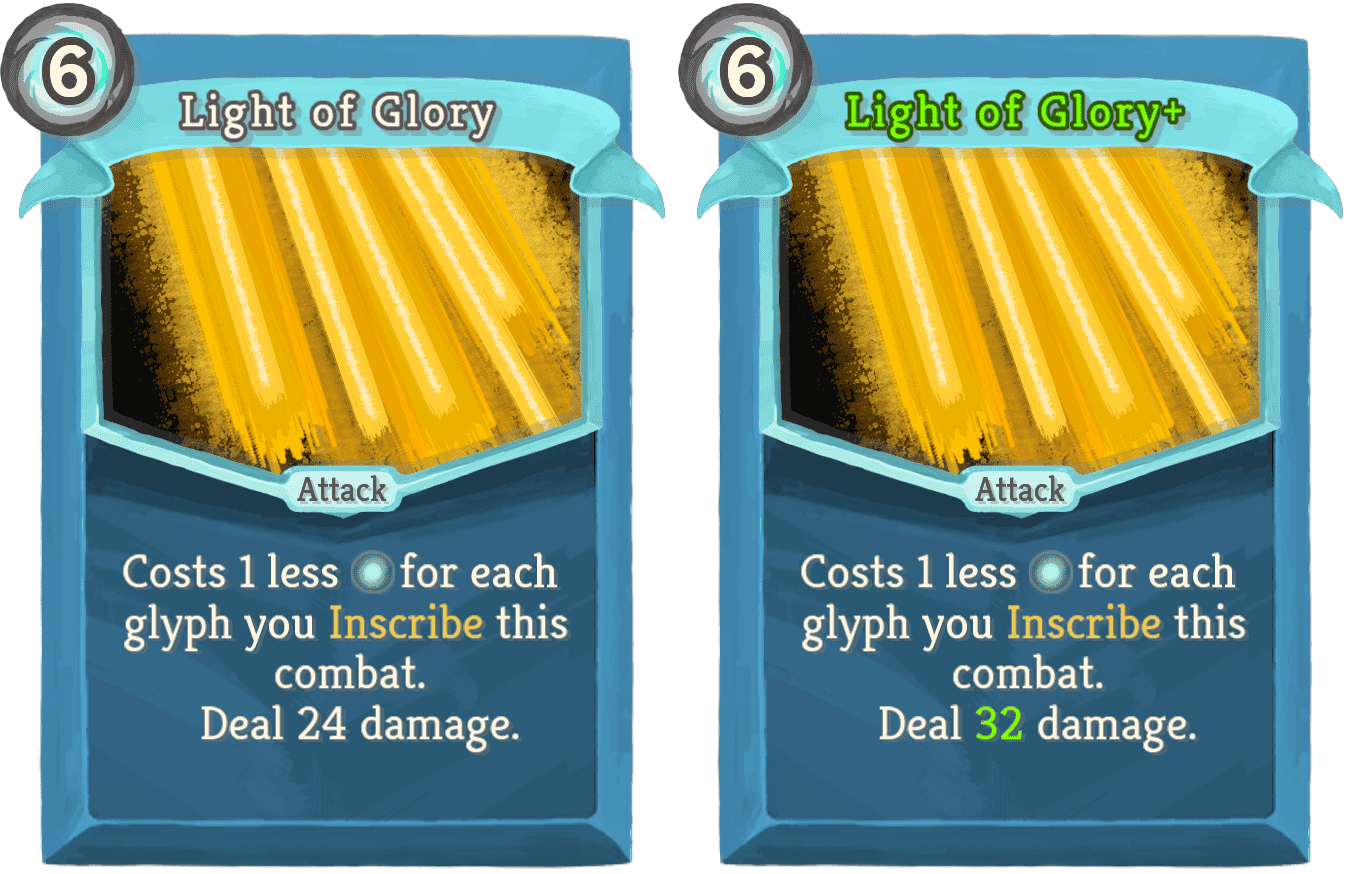 6
Light of Glory
Attack
Costs 1 less for each
glyph you Inscribe this
combat.
Deal 24 damage.
6
Light of Glory+
Attack
Costs 1 less for each
glyph you Inscribe this
combat.
Deal 32 damage.